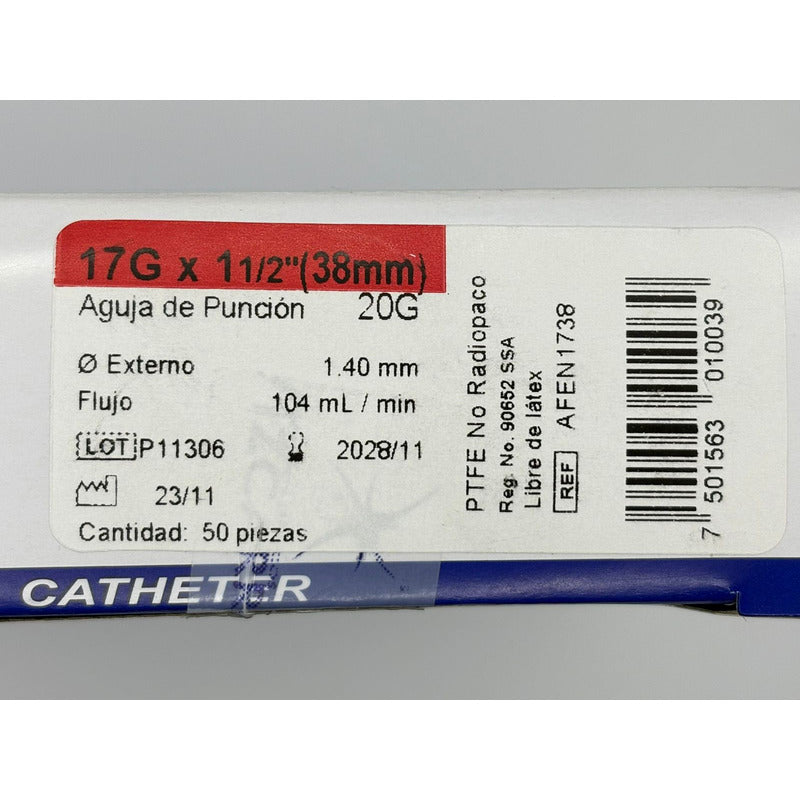 17G x 1 1/2"(38mm)
Aguja de Punción 20G
Ø Externo 1.40 mm
Flujo 104 mL / min
LOT P11306 2028/11
23/11
Cantidad: 50 piezas
PTFE No Radiopaco
Reg. No. 90652 SSA
Libre de látex
REF AFEN1738
7 501563 010039
CATHETER